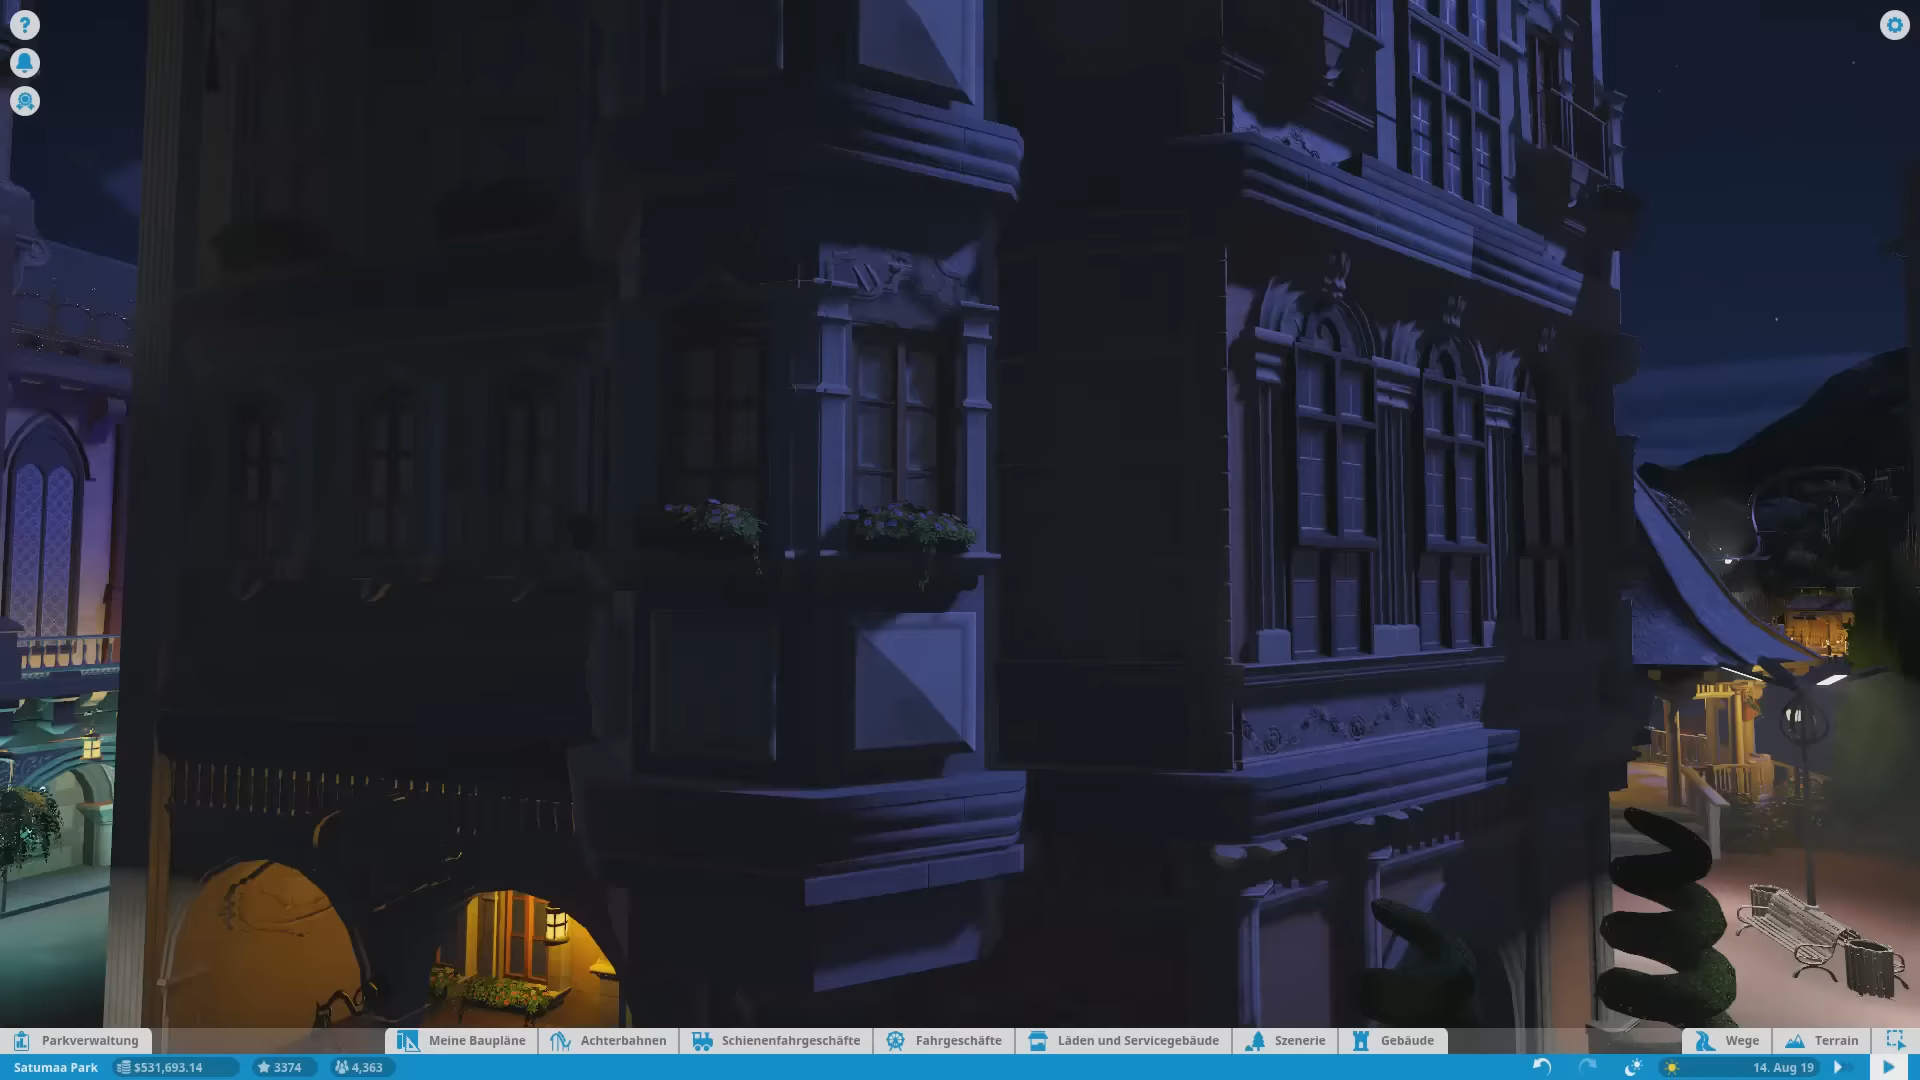 ?
Parkverwaltung
Meine Baupläne
Achterbahnen
Schienenfahrgeschäfte
Fahrgeschäfte
Läden und Servicegebäude
Szenerie
Gebäude
Wege
Terrain
Satumaa Park
$531,693.14
3374
4,363
14. Aug 19